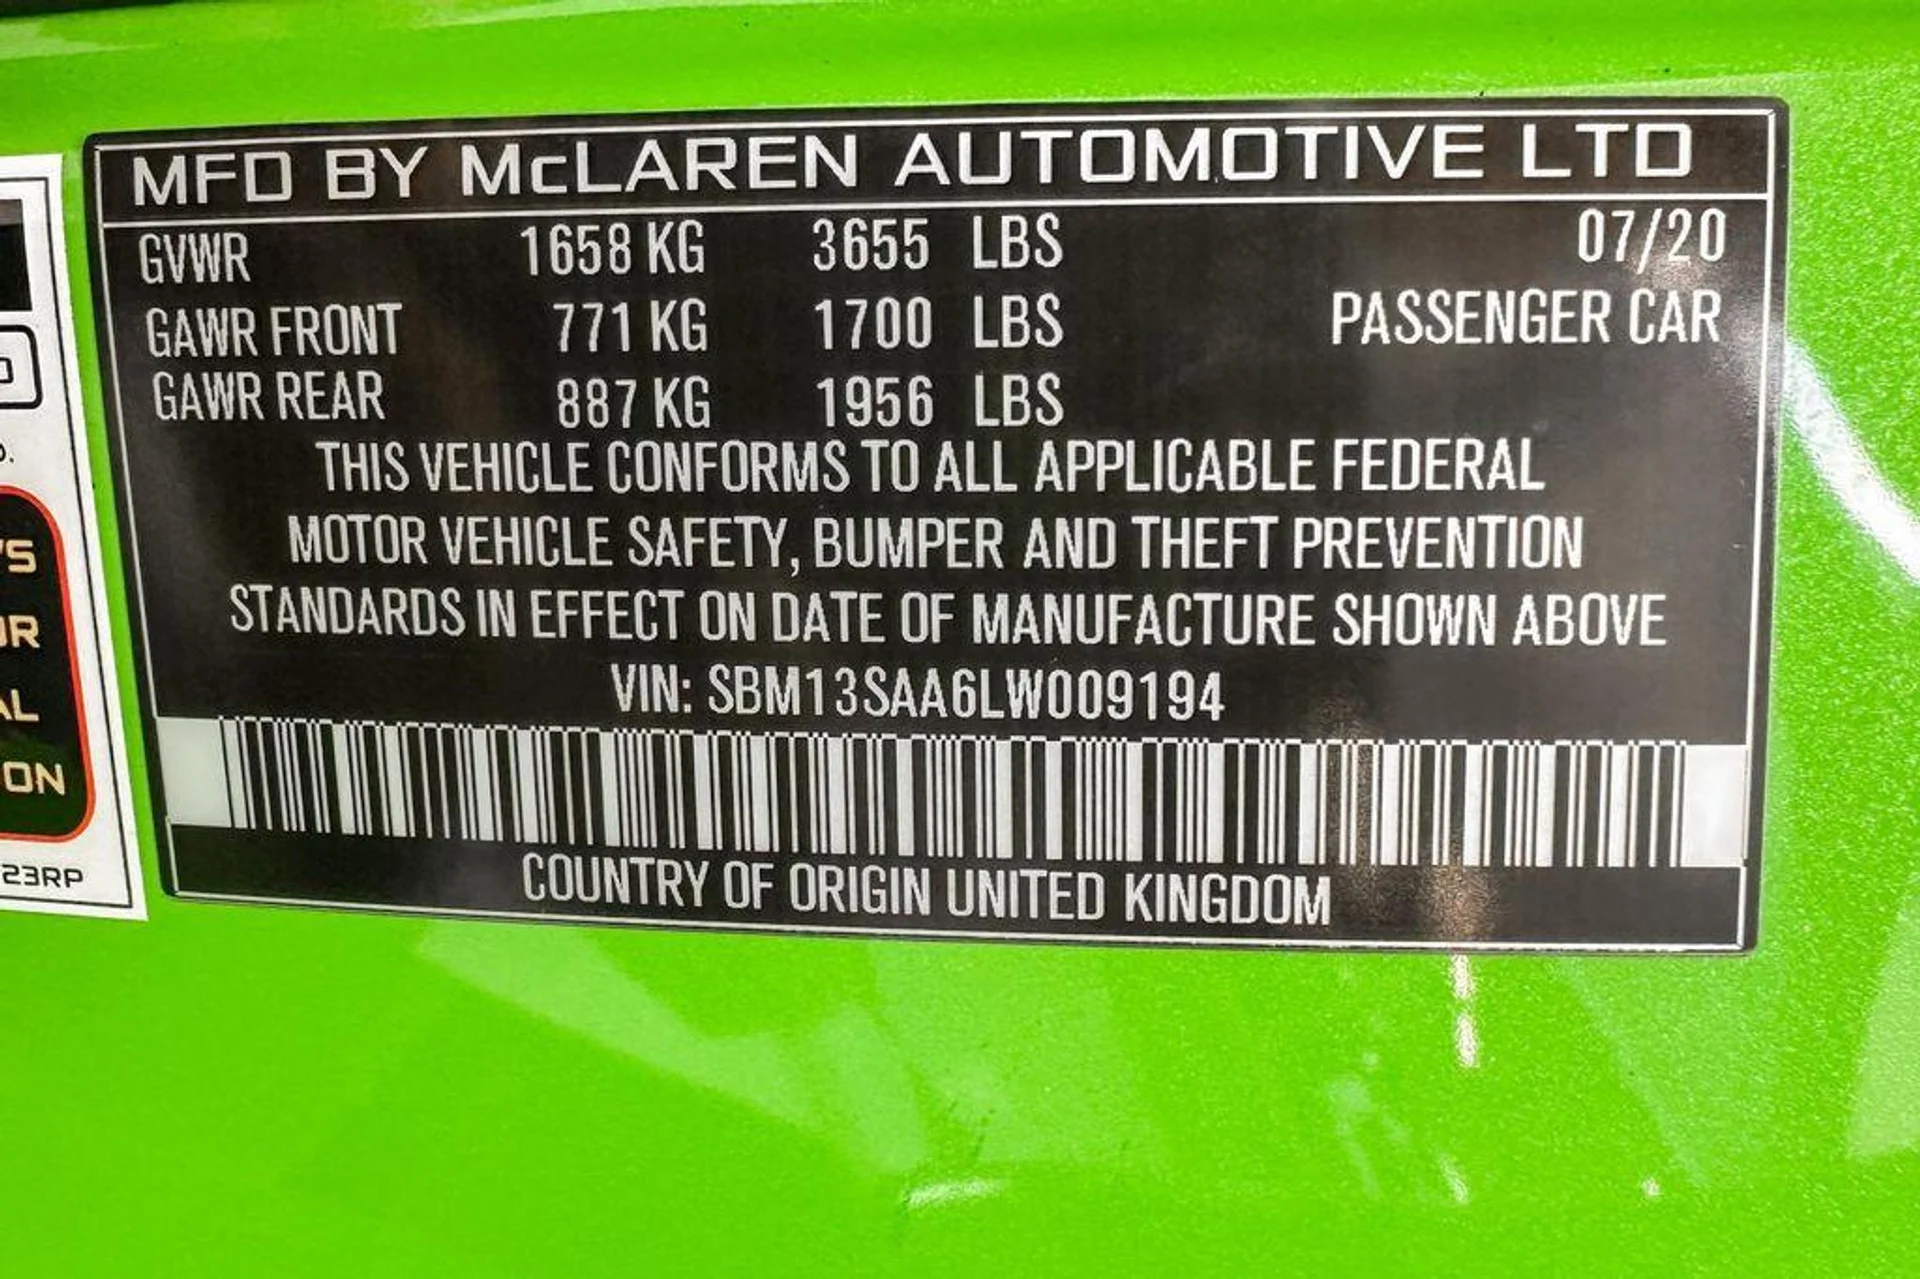 MFD BY McLAREN AUTOMOTIVE LTD
GVWR 1658 KG 3655 LBS 07/20
GAWR FRONT 771 KG 1700 LBS PASSENGER CAR
GAWR REAR 887 KG 1956 LBS
THIS VEHICLE CONFORMS TO ALL APPLICABLE FEDERAL
MOTOR VEHICLE SAFETY, BUMPER AND THEFT PREVENTION
STANDARDS IN EFFECT ON DATE OF MANUFACTURE SHOWN ABOVE
VIN: SBM13SAA6LW009194
COUNTRY OF ORIGIN UNITED KINGDOM
23RP